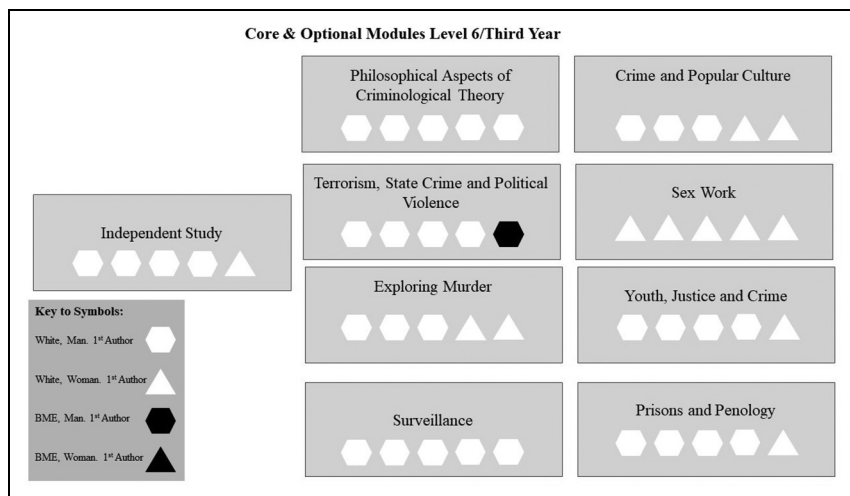 Core & Optional Modules Level 6/Third Year
Philosophical Aspects of
Criminological Theory
Crime and Popular Culture
Terrorism, State Crime and Political
Violence
Sex Work
Independent Study
Exploring Murder
Youth, Justice and Crime
Surveillance
Prisons and Penology
Key to Symbols:
White, Man. 1st Author
White, Woman. 1st Author
BME, Man. 1st Author
BME, Woman. 1st Author